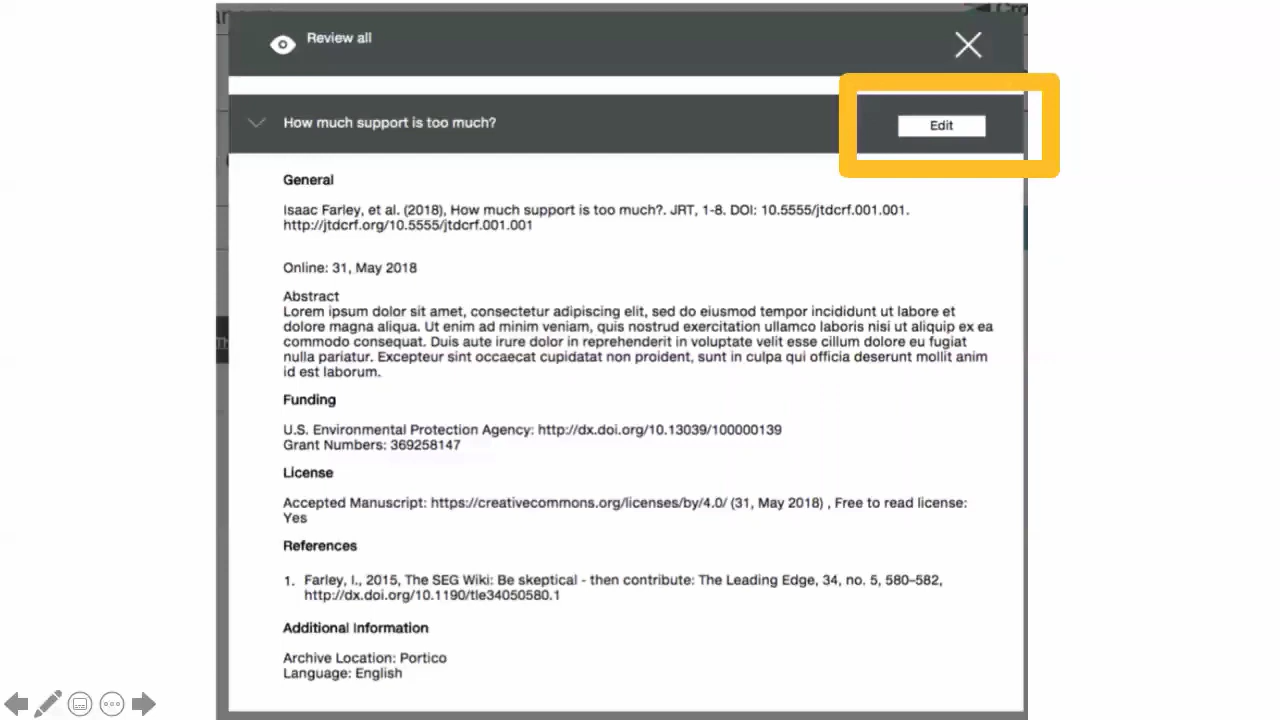 Review all
How much support is too much?
Edit
General
Isaac Farley, et al. (2018), How much support is too much?. JRT, 1-8. DOI: 10.5555/jtdcrf.001.001.
http://jtdcrf.org/10.5555/jtdcrf.001.001
Online: 31, May 2018
Abstract
Lorem ipsum dolor sit amet, consectetur adipiscing elit, sed do eiusmod tempor incididunt ut labore et
dolore magna aliqua. Ut enim ad minim veniam, quis nostrud exercitation ullamco laboris nisi ut aliquip ex ea
commodo consequat. Duis aute irure dolor in reprehenderit in voluptate velit esse cillum dolore eu fugiat
nulla pariatur. Excepteur sint occaecat cupidatat non proident, sunt in culpa qui officia deserunt mollit anim
id est laborum.
Funding
U.S. Environmental Protection Agency: http://dx.doi.org/10.13039/100000139
Grant Numbers: 369258147
License
Accepted Manuscript: https://creativecommons.org/licenses/by/4.0/ (31, May 2018) , Free to read license:
Yes
References
1. Farley, I., 2015, The SEG Wiki: Be skeptical - then contribute: The Leading Edge, 34, no. 5, 580–582,
http://dx.doi.org/10.1190/tle34050580.1
Additional Information
Archive Location: Portico
Language: English